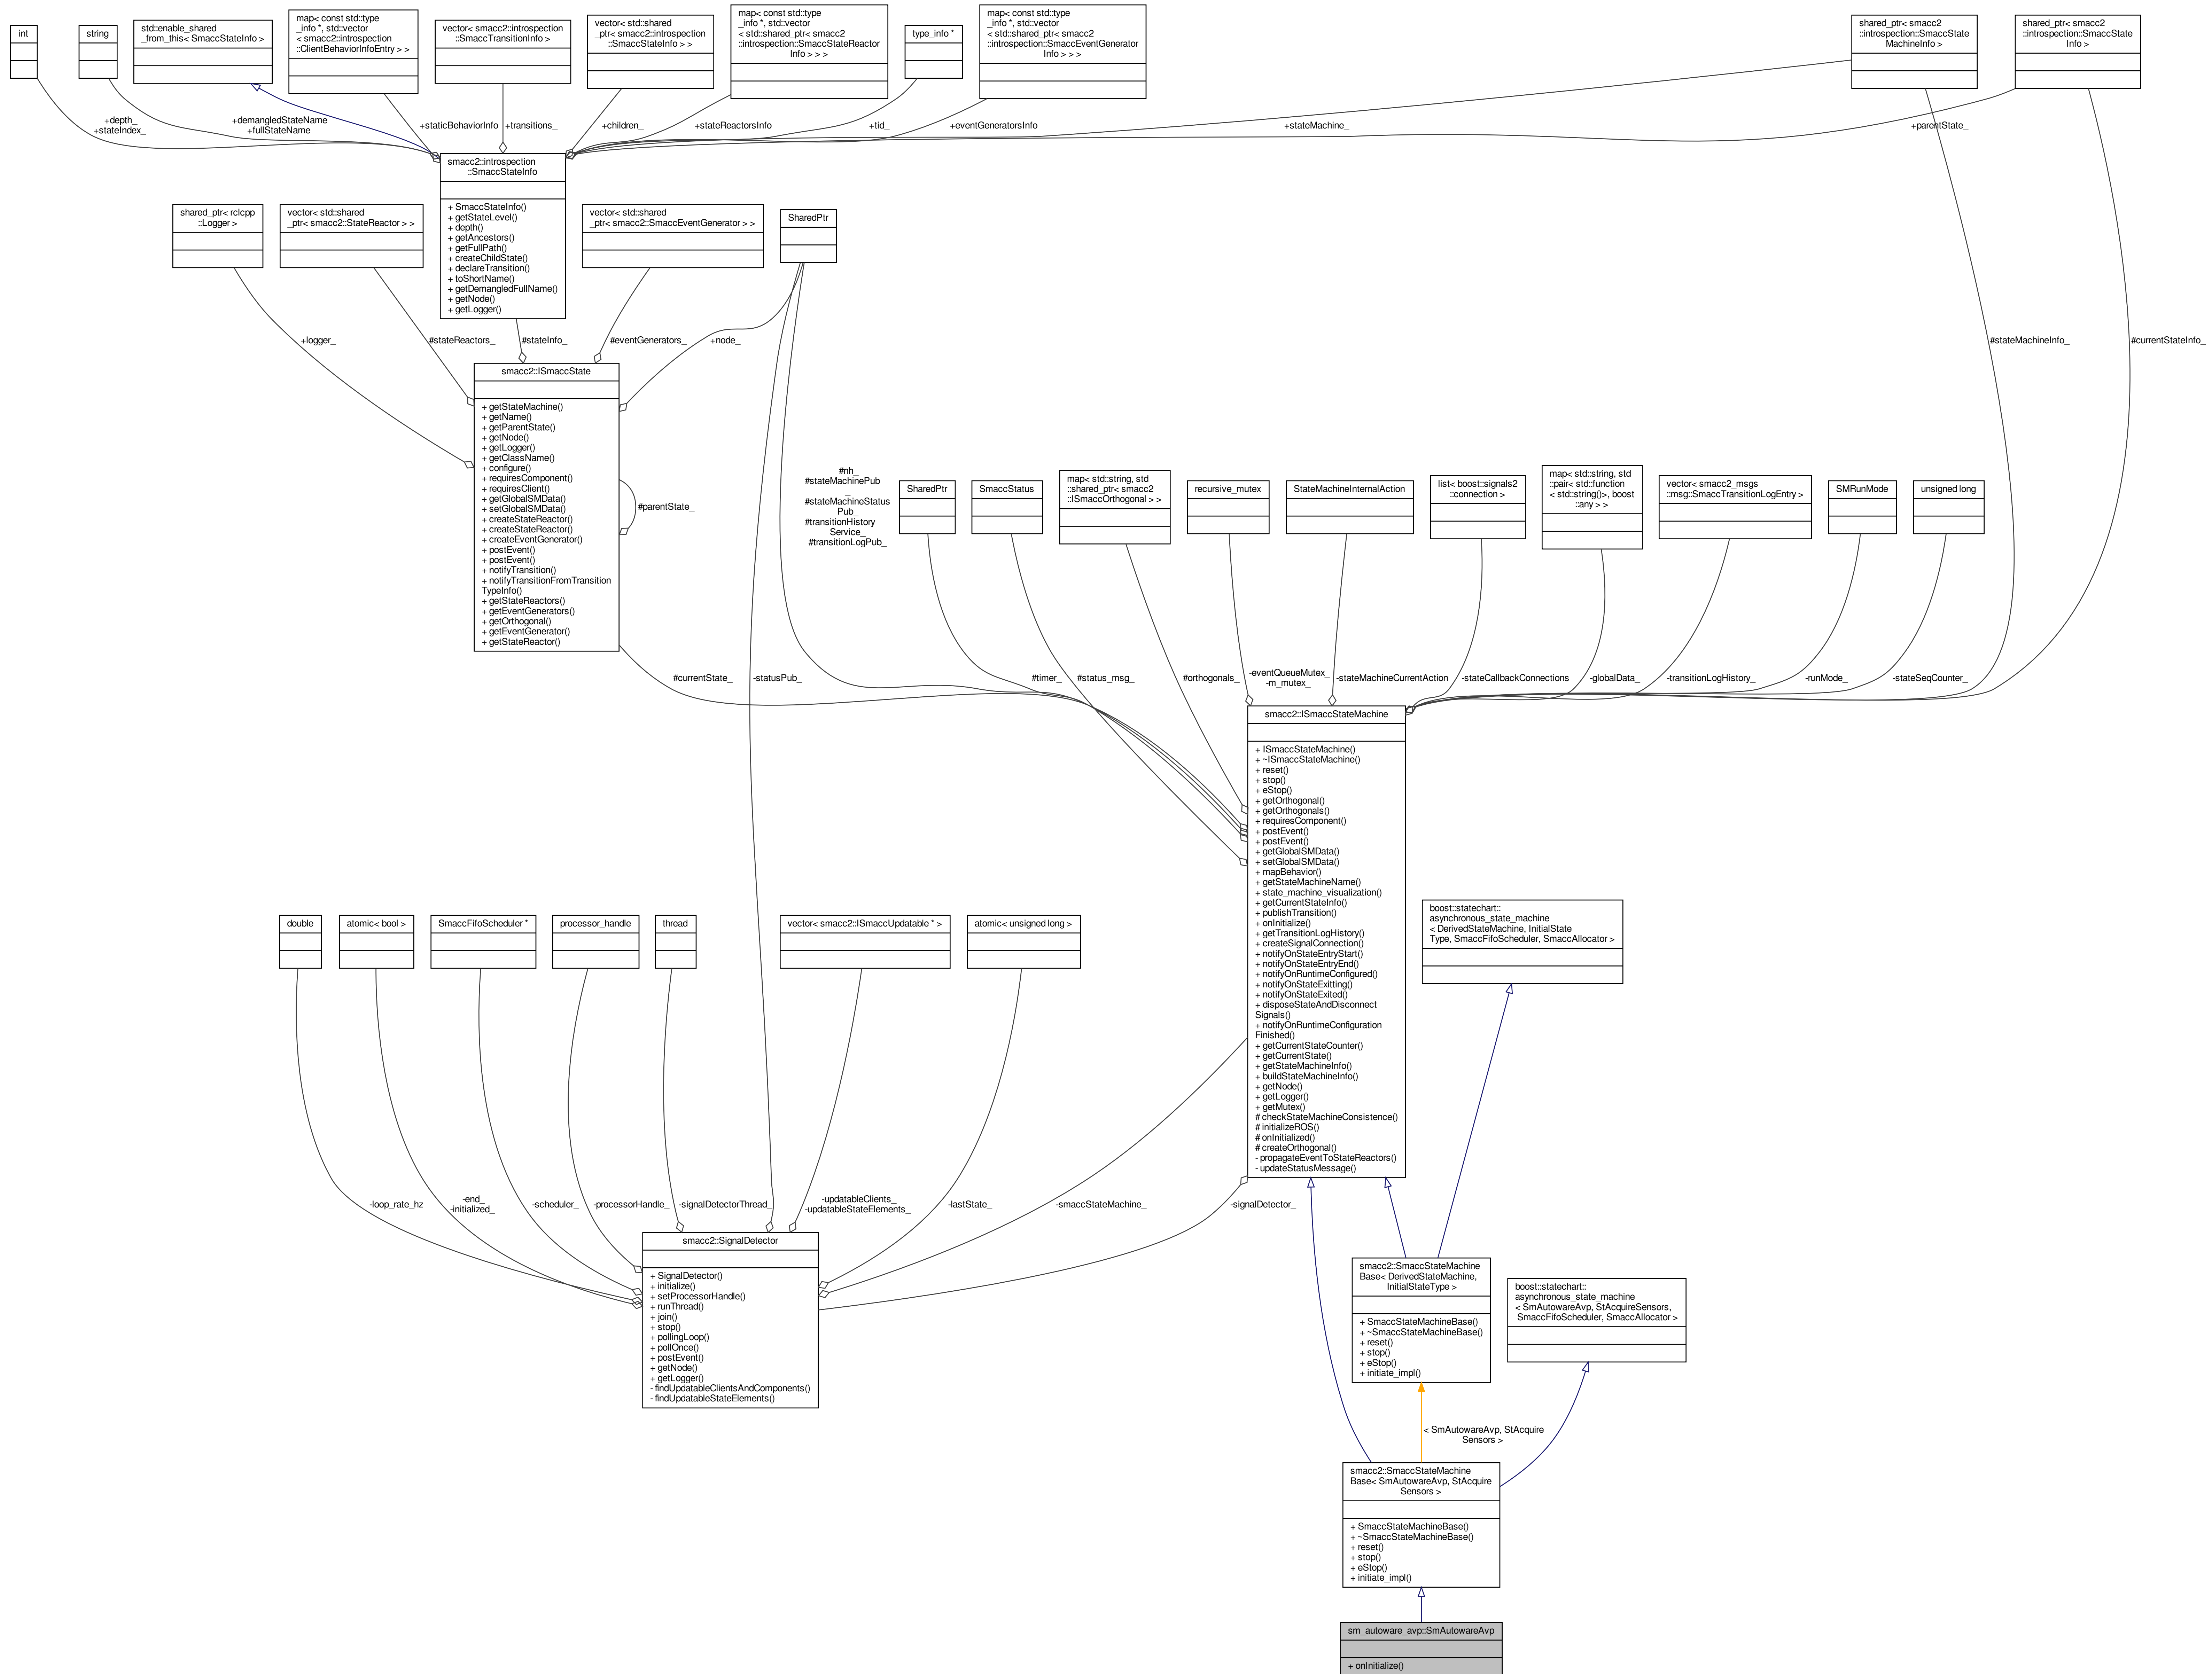 int
string
std::enable_shared
_from_this< SmaccStateInfo >
map< const std::type
_info *, std::vector
< smacc2::introspection
::ClientBehaviorInfoEntry > >
vector< smacc2::introspection
::SmaccTransitionInfo >
vector< std::shared
_ptr< smacc2::introspection
::SmaccStateInfo > >
map< const std::type
_info *, std::vector
< std::shared_ptr< smacc2
::introspection::SmaccStateReactor
Info > > >
type_info *
map< const std::type
_info *, std::vector
< std::shared_ptr< smacc2
::introspection::SmaccEventGenerator
Info > > >
shared_ptr< smacc2
::introspection::SmaccState
MachineInfo >
shared_ptr< smacc2
::introspection::SmaccState
Info >
+depth_
+stateIndex_
+demangledStateName
+fullStateName
+staticBehaviorInfo
+transitions_
+children_
+stateReactorsInfo
+tid_
+eventGeneratorsInfo
+stateMachine_
+parentState_
smacc2::introspection
::SmaccStateInfo
+ SmaccStateInfo()
+ getStateLevel()
+ depth()
+ getAncestors()
+ getFullPath()
+ createChildState()
+ declareTransition()
+ toShortName()
+ getDemangledFullName()
+ getNode()
+ getLogger()
shared_ptr< rclcpp
::Logger >
vector< std::shared
_ptr< smacc2::StateReactor > >
vector< std::shared
_ptr< smacc2::SmaccEventGenerator > >
SharedPtr
+logger_
#stateReactors_
#stateInfo_
#eventGenerators_
+node_
#stateMachineInfo_
#currentStateInfo_
smacc2::ISmaccState
+ getStateMachine()
+ getName()
+ getParentState()
+ getNode()
+ getLogger()
+ getClassName()
+ configure()
+ requiresComponent()
+ requiresClient()
+ getGlobalSMData()
+ setGlobalSMData()
+ createStateReactor()
+ createStateReactor()
+ createEventGenerator()
+ postEvent()
+ postEvent()
+ notifyTransition()
+ notifyTransitionFromTransition
TypeInfo()
+ getStateReactors()
+ getEventGenerators()
+ getOrthogonal()
+ getEventGenerator()
+ getStateReactor()
#parentState_
#nh_
#stateMachinePub
_
#stateMachineStatus
Pub_
#transitionHistory
Service_
#transitionLogPub_
SharedPtr
SmaccStatus
map< std::string, std
::shared_ptr< smacc2
::ISmaccOrthogonal > >
recursive_mutex
StateMachineInternalAction
list< boost::signals2
::connection >
map< std::string, std
::pair< std::function
< std::string()>, boost
::any > >
vector< smacc2_msgs
::msg::SmaccTransitionLogEntry >
SMRunMode
unsigned long
#currentState_
-statusPub_
#timer_
#status_msg_
#orthogonals_
-eventQueueMutex_
-m_mutex_
-stateMachineCurrentAction
-stateCallbackConnections
-globalData_
-transitionLogHistory_
-runMode_
-stateSeqCounter_
smacc2::ISmaccStateMachine
+ ISmaccStateMachine()
+ ~ISmaccStateMachine()
+ reset()
+ stop()
+ eStop()
+ getOrthogonal()
+ getOrthogonals()
+ requiresComponent()
+ postEvent()
+ postEvent()
+ getGlobalSMData()
+ setGlobalSMData()
+ mapBehavior()
+ getStateMachineName()
+ state_machine_visualization()
+ getCurrentStateInfo()
+ publishTransition()
+ onInitialize()
+ getTransitionLogHistory()
+ createSignalConnection()
+ notifyOnStateEntryStart()
+ notifyOnStateEntryEnd()
+ notifyOnRuntimeConfigured()
+ notifyOnStateExitting()
+ notifyOnStateExited()
+ disposeStateAndDisconnect
Signals()
+ notifyOnRuntimeConfiguration
Finished()
+ getCurrentStateCounter()
+ getCurrentState()
+ getStateMachineInfo()
+ buildStateMachineInfo()
+ getNode()
+ getLogger()
+ getMutex()
# checkStateMachineConsistence()
# initializeROS()
# onInitialized()
# createOrthogonal()
- propagateEventToStateReactors()
- updateStatusMessage()
double
atomic< bool >
SmaccFifoScheduler *
processor_handle
thread
vector< smacc2::ISmaccUpdatable * >
atomic< unsigned long >
boost::statechart::
asynchronous_state_machine
< DerivedStateMachine, InitialState
Type, SmaccFifoScheduler, SmaccAllocator >
-loop_rate_hz
-end_
-initialized_
-scheduler_
-processorHandle_
-signalDetectorThread_
-updatableClients_
-updatableStateElements_
-lastState_
-smaccStateMachine_
-signalDetector_
smacc2::SignalDetector
+ SignalDetector()
+ initialize()
+ setProcessorHandle()
+ runThread()
+ join()
+ stop()
+ pollingLoop()
+ pollOnce()
+ postEvent()
+ getNode()
+ getLogger()
- findUpdatableClientsAndComponents()
- findUpdatableStateElements()
smacc2::SmaccStateMachine
Base< DerivedStateMachine,
InitialStateType >
+ SmaccStateMachineBase()
+ ~SmaccStateMachineBase()
+ reset()
+ stop()
+ eStop()
+ initiate_impl()
boost::statechart::
asynchronous_state_machine
< SmAutowareAvp, StAcquireSensors,
SmaccFifoScheduler, SmaccAllocator >
< SmAutowareAvp, StAcquire
Sensors >
smacc2::SmaccStateMachine
Base< SmAutowareAvp, StAcquire
Sensors >
+ SmaccStateMachineBase()
+ ~SmaccStateMachineBase()
+ reset()
+ stop()
+ eStop()
+ initiate_impl()
sm_autoware_avp::SmAutowareAvp
+ onInitialize()